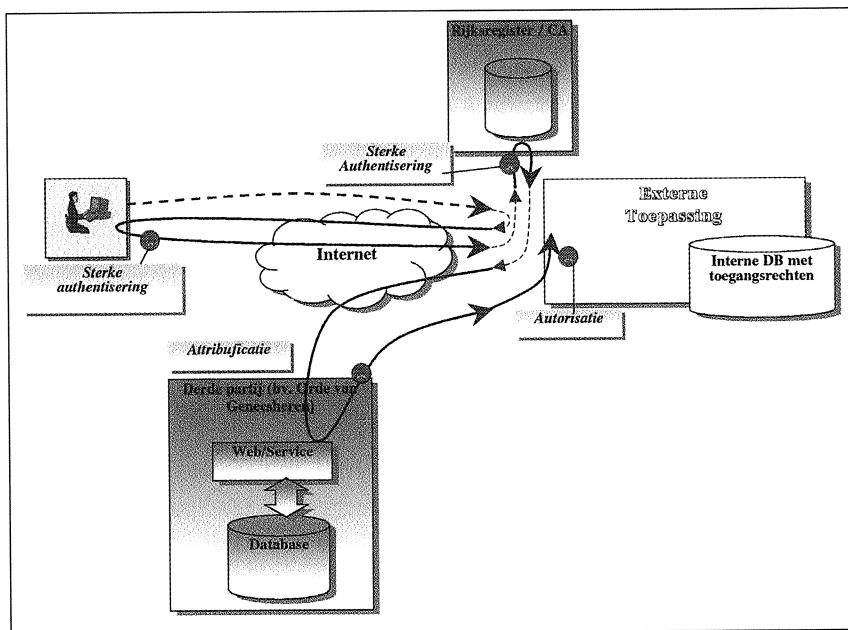 Rijksregister / CA
Sterke
Authentisering
Externe
Toepassing
Internet
Interne DB met
toegangsrechten
Sterke
authentisering
Autorisatie
Attribuficatie
Derde partij (bv. Orde van
Geneesheren)
Web/Service
Database